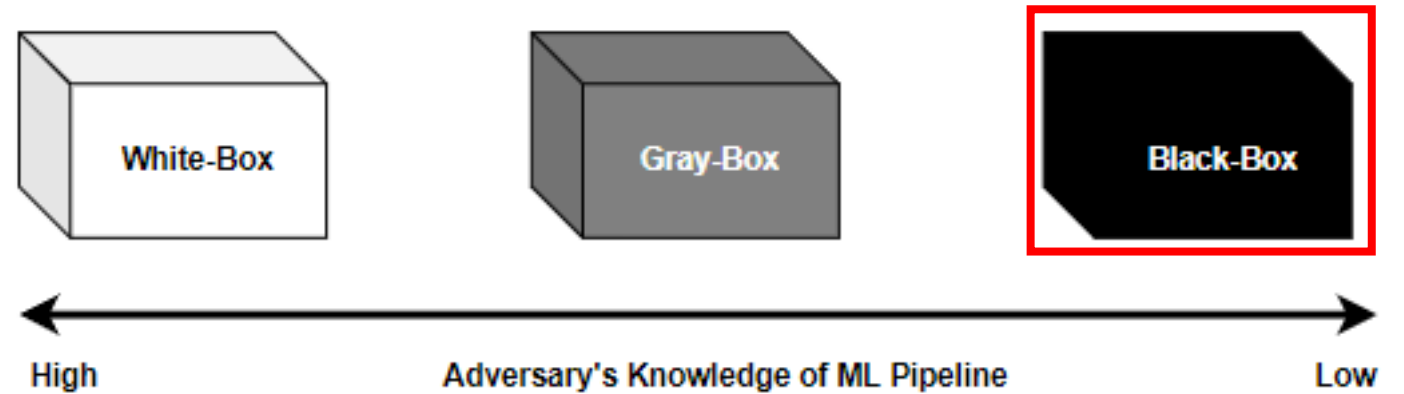 White-Box
Gray-Box
Black-Box
High
Adversary's Knowledge of ML Pipeline
Low